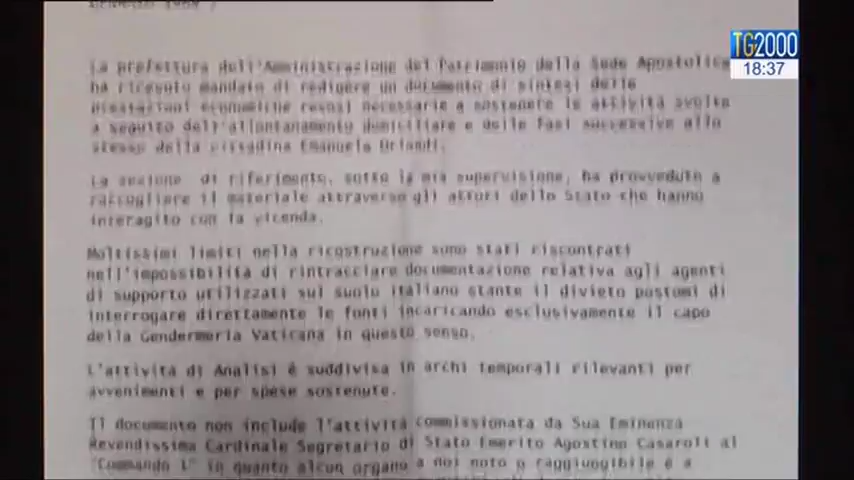 TG2000
18:37
La prefettura dell'Amministrazione del Patrimonio della Sede Apostolica
ha ricevuto mandato di redigere un documento di sintesi delle
prestazioni economiche resesi necessarie a sostenere le attività svolte
a seguito dell'allontanamento domiciliare e delle fasi successive allo
stesso della cittadina Emanuela Orlandi.
La sezione di riferimento, sotto la mia supervisione, ha provveduto a
raccogliere il materiale attraverso gli attori dello Stato che hanno
interagito con la vicenda.
Moltissimi limiti nella ricostruzione sono stati riscontrati
nell'impossibilità di rintracciare documentazione relativa agli agenti
di supporto utilizzati sul suolo italiano stante il divieto postomi di
interrogare direttamente le fonti incaricando esclusivamente il capo
della Gendarmeria Vaticana in questo senso.
L'attività di Analisi è suddivisa in archi temporali rilevanti per
avvenimenti e per spese sostenute.
Il documento non include l'attività commissionata da Sua Eminenza
Revendissima Cardinale Segretario di Stato Emerito Agostino Casaroli al
"Commando 1" in quanto alcun organo a noi noto o raggiungibile è a